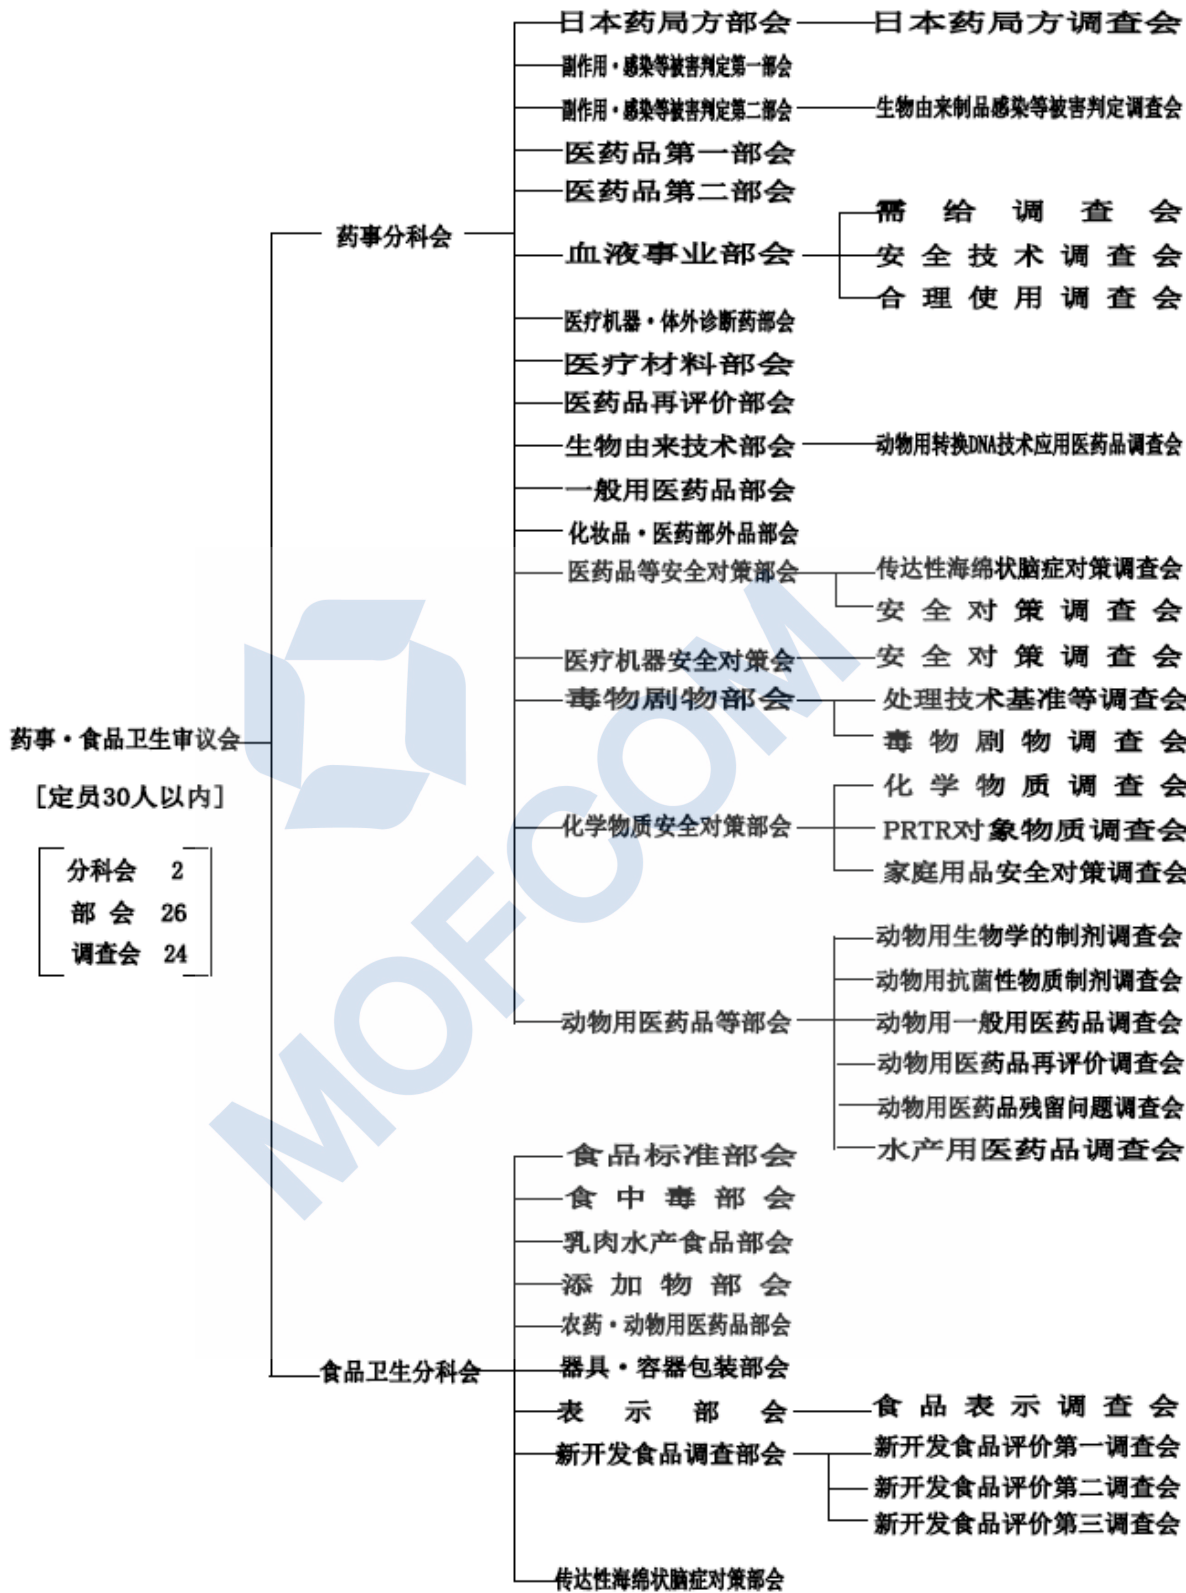 日本药局方部会
日本药局方调查会
副作用·感染等被害判定第一部会
副作用·感染等被害判定第二部会
生物由来制品感染等被害判定调查会
医药品第一部会
医药品第二部会
需给调查会
药事分科会
血液事业部会
安全技术调查会
合理使用调查会
医疗机器·体外诊断药部会
医疗材料部会
医药品再评价部会
生物由来技术部会
动物用转换DNA技术应用医药品调查会
一般用医药品部会
化妆品·医药部外品部会
医药品等安全对策部会
传达性海绵状脑症对策调查会
安全对策调查会
医疗机器安全对策会
安全对策调查会
毒物剧物部会
处理技术基准等调查会
药事·食品卫生审议会
毒物剧物调查会
[定员30人以内]
化学物质调查会
化学物质安全对策部会
PRTR对象物质调查会
分科会 2
家庭用品安全对策调查会
部会 26
调查会 24
动物用生物学的制剂调查会
动物用抗菌性物质制剂调查会
动物用医药品等部会
动物用一般用医药品调查会
动物用医药品再评价调查会
动物用医药品残留问题调查会
水产用医药品调查会
食品标准部会
食中毒部会
乳肉水产食品部会
添加物部会
农药·动物用医药品部会
食品卫生分科会
器具·容器包装部会
表示部会
食品表示调查会
新开发食品调查部会
新开发食品评价第一调查会
新开发食品评价第二调查会
新开发食品评价第三调查会
传达性海绵状脑症对策部会
MOFCOM